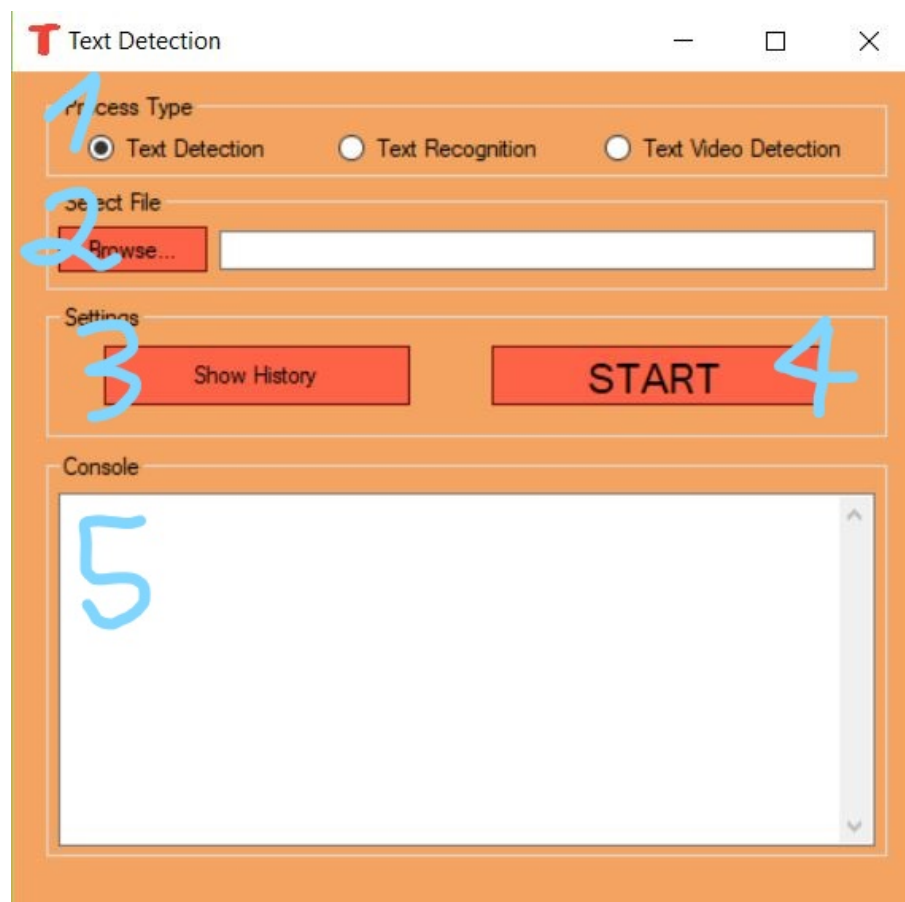 T Text Detection
1
Process Type
Text Detection Text Recognition Text Video Detection
2
Select File
Browse...
Settings
3 Show History START 4
Console
5